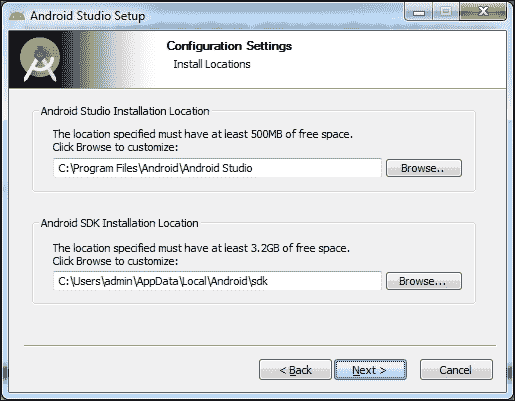 Android Studio Setup
Configuration Settings
Install Locations
Android Studio Installation Location
The location specified must have at least 500MB of free space.
Click Browse to customize:
C:\Program Files\Android\Android Studio
Browse..
Android SDK Installation Location
The location specified must have at least 3.2GB of free space.
Click Browse to customize:
C:\Users\admin\AppData\Local\Android\sdk
Browse...
< Back
Next >
Cancel